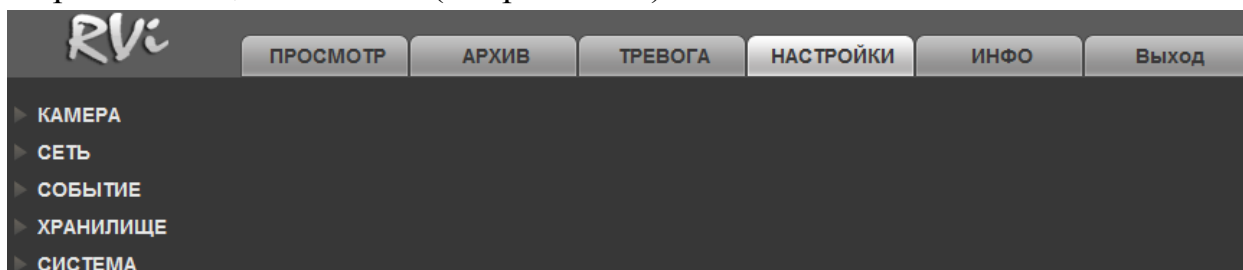 RVi
ПРОСМОТР АРХИВ ТРЕВОГА НАСТРОЙКИ ИНФО Выход
КАМЕРА
СЕТЬ
СОБЫТИЕ
ХРАНИЛИЩЕ
СИСТЕМА